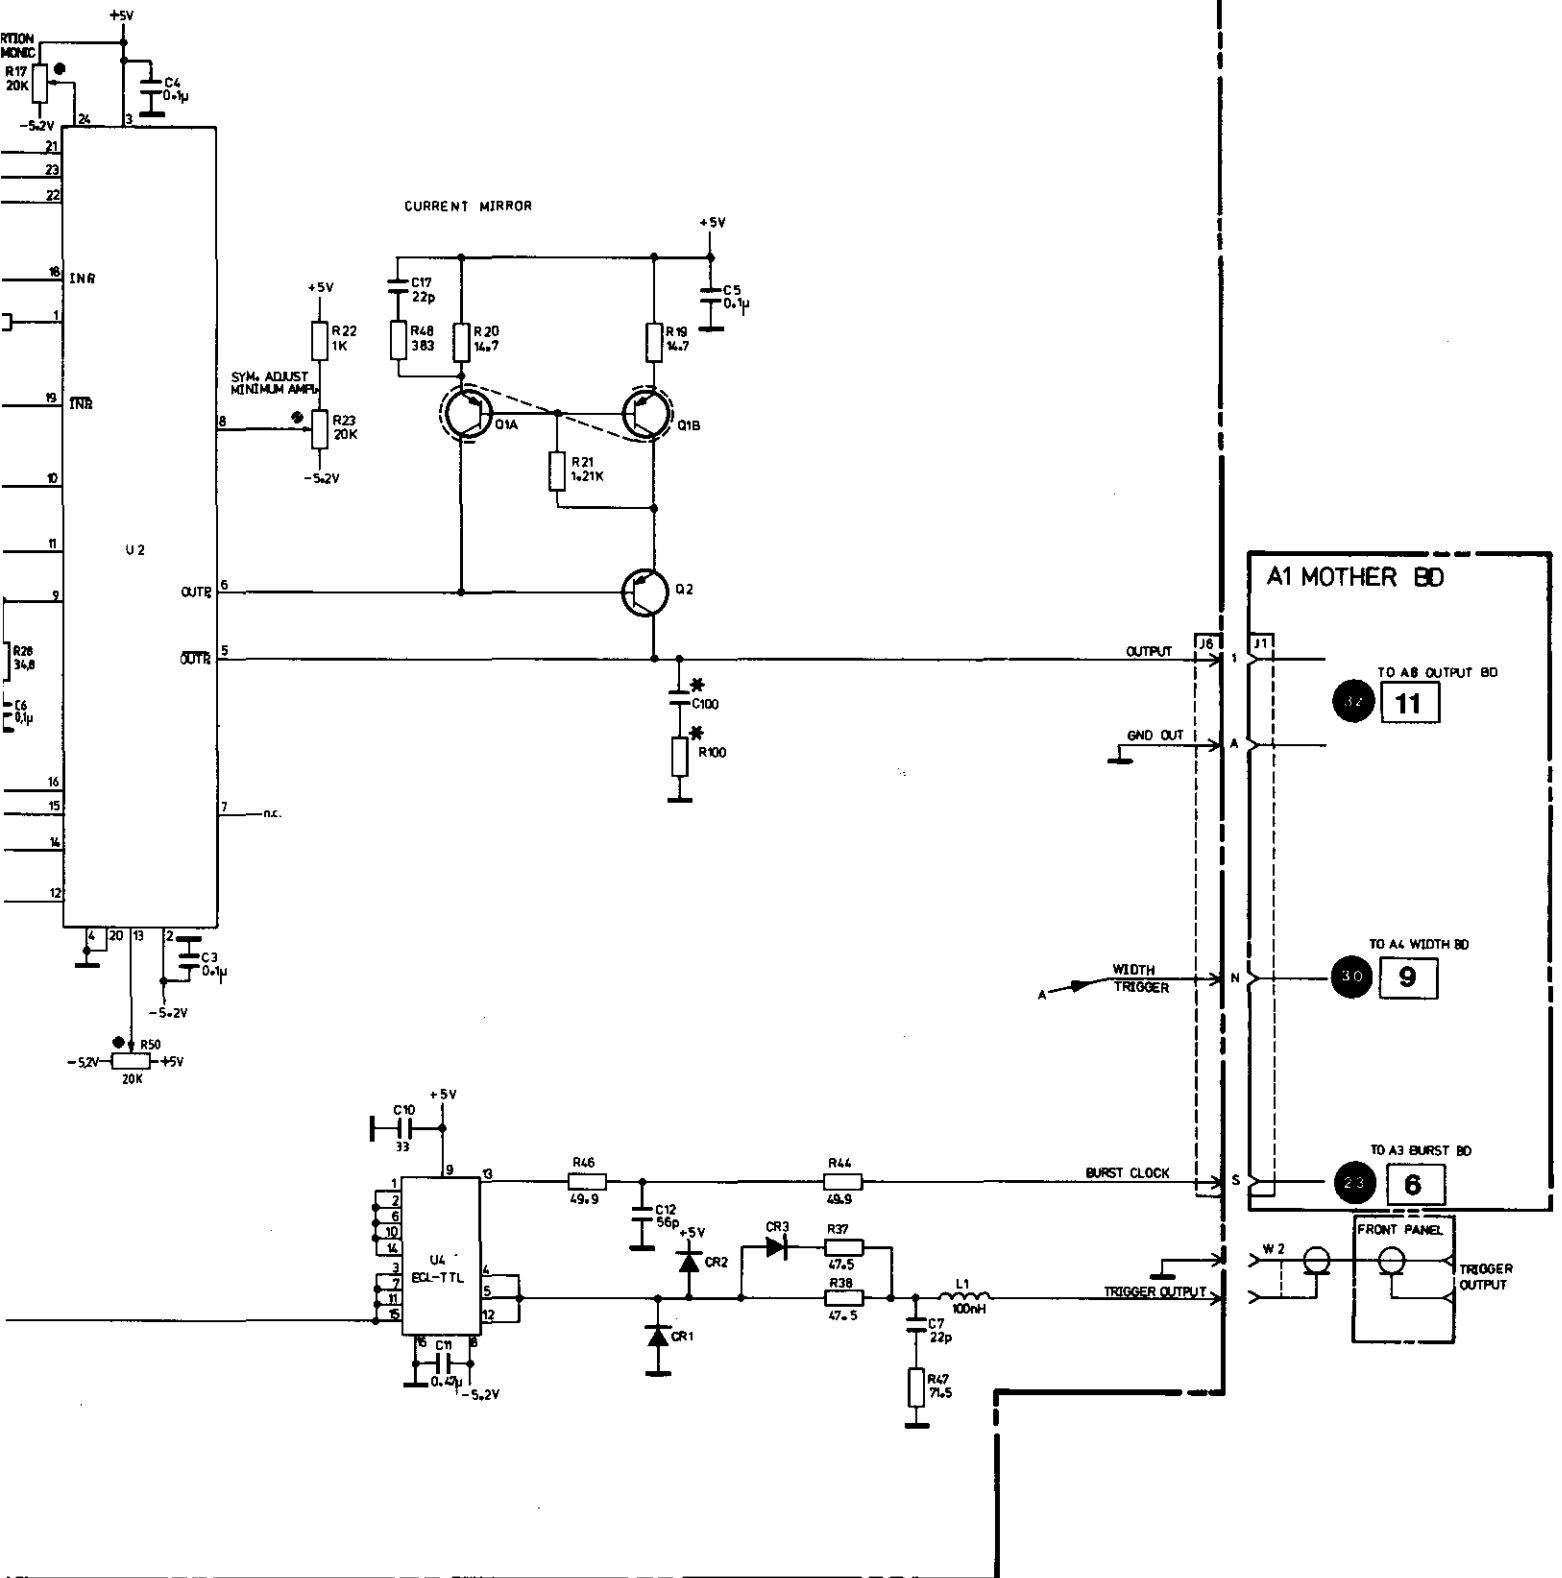 +5V
RTION
MONIC
R17
20K
-5.2V
C4
0.1µ
24
3
21
23
22
18
INR
1
19
INR
10
11
9
16
15
14
12
U2
8
6
OUTR
5
OUTR
7
n.c.
4
20
13
2
C3
0.1µ
-5.2V
R28
34,8
C6
0,1µ
R50
-5.2V
+5V
20K
+5V
R22
1K
SYM. ADJUST
MINIMUM AMPL.
R23
20K
-5.2V
CURRENT MIRROR
+5V
C17
22p
R48
383
R20
14.7
R19
14.7
C5
0.1µ
Q1A
Q1B
R21
1.21K
Q2
*
C100
*
R100
OUTPUT
GND OUT
J6
J1
1
A
A1 MOTHER BD
TO A8 OUTPUT BD
32
11
A
WIDTH
TRIGGER
N
TO A4 WIDTH BD
30
9
+5V
C10
33
9
13
1
2
6
10
14
3
7
11
15
U4
ECL-TTL
4
5
12
16
8
C11
0.47µ
-5.2V
R46
49.9
C12
56p
R44
49.9
BURST CLOCK
S
TO A3 BURST BD
23
6
+5V
CR2
CR1
CR3
R37
47.5
R38
47.5
C7
22p
R47
71.5
L1
100nH
TRIGGER OUTPUT
W2
FRONT PANEL
TRIGGER
OUTPUT